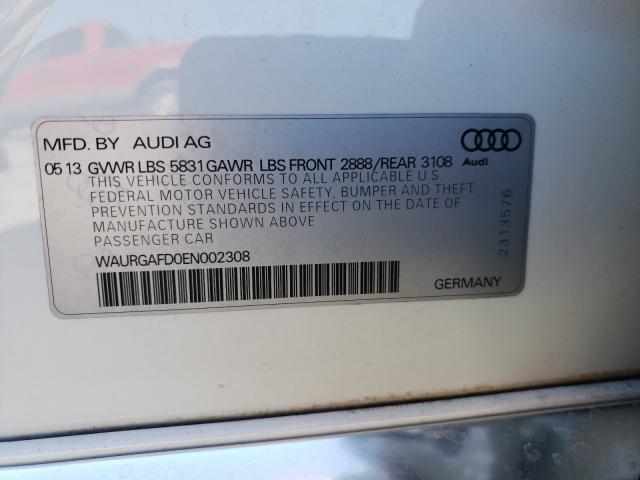 MFD. BY AUDI AG
05 13 GVWR LBS 5831 GAWR LBS FRONT 2888/REAR 3108
Audi
THIS VEHICLE CONFORMS TO ALL APPLICABLE U.S.
FEDERAL MOTOR VEHICLE SAFETY, BUMPER AND THEFT
PREVENTION STANDARDS IN EFFECT ON THE DATE OF
MANUFACTURE SHOWN ABOVE
PASSENGER CAR
WAURGAFD0EN002308
GERMANY
2313576